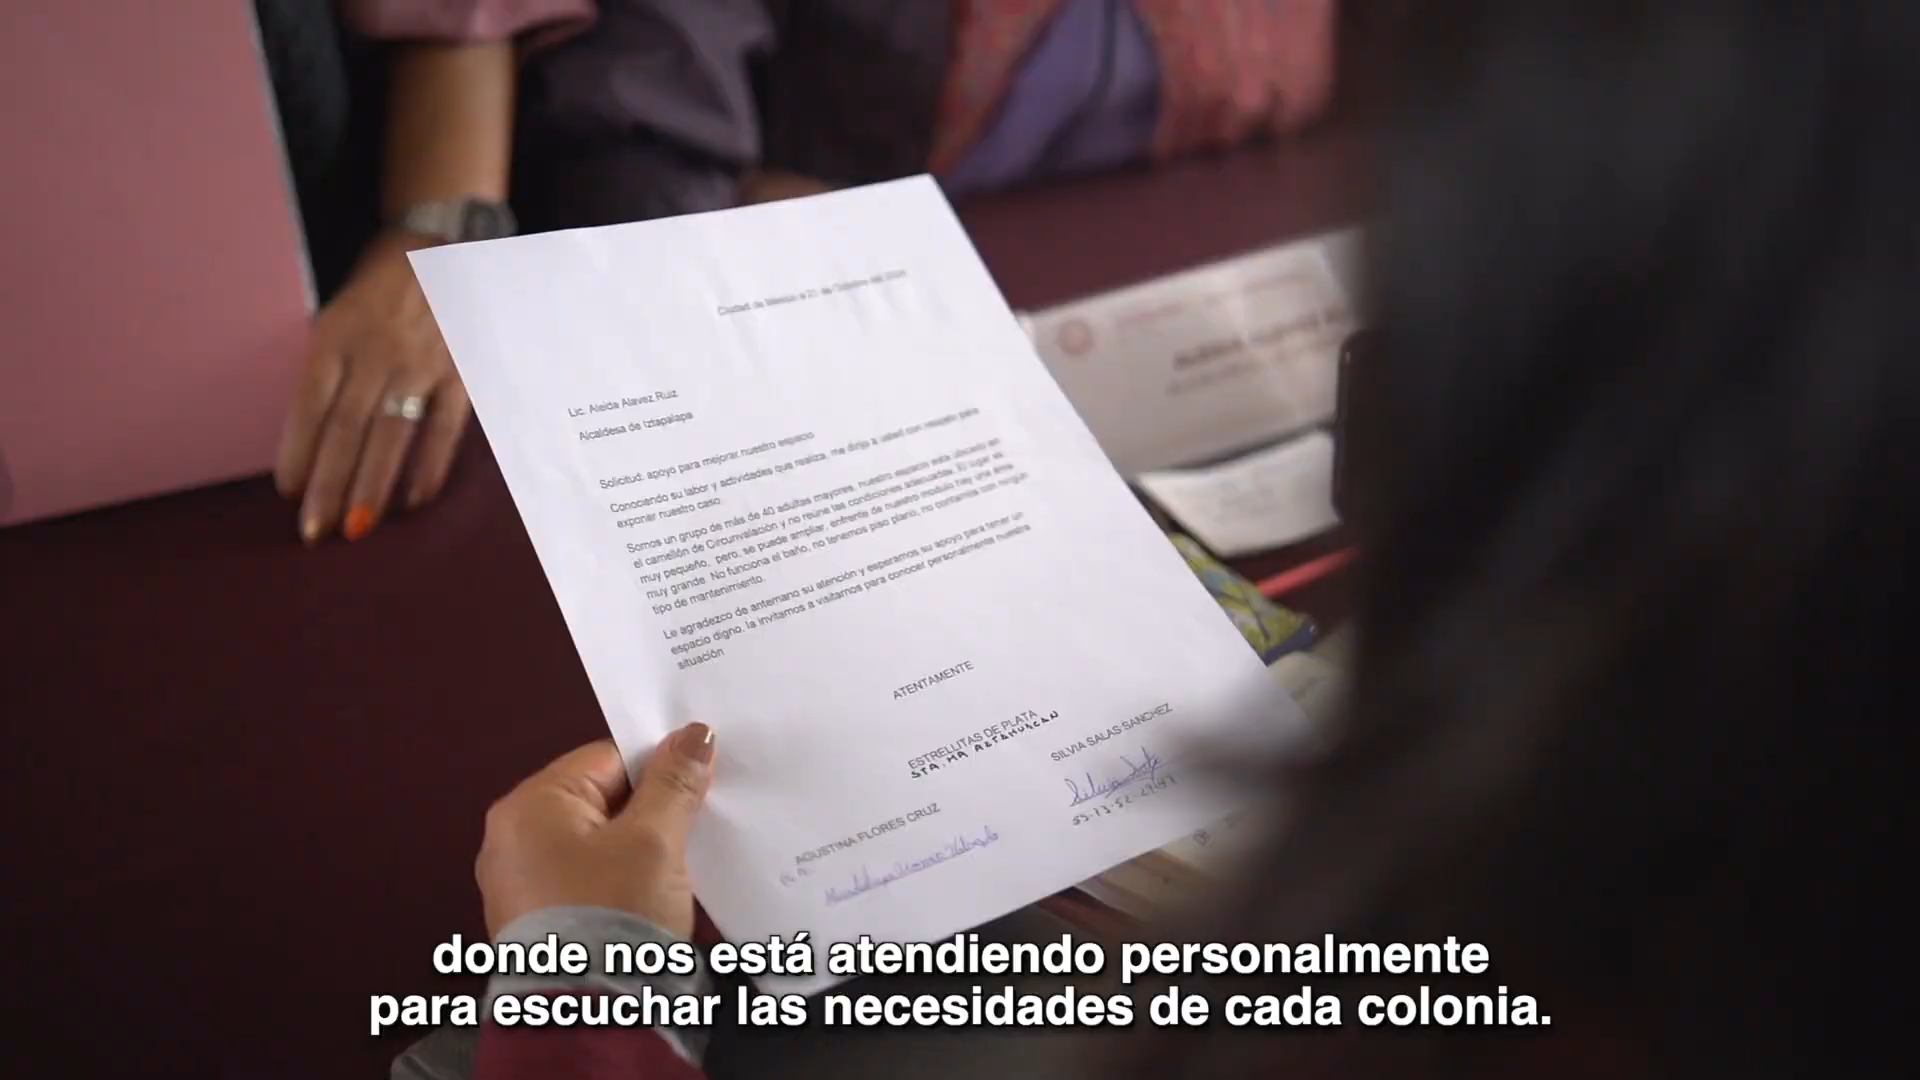 Ciudad de México a 21 de Octubre del
Lic. Aleida Alavez Ruiz
Alcaldesa de Iztapalapa
Solicitud: apoyo para mejorar nuestro espacio
Conociendo su labor y actividades que realiza, me dirijo a usted con respeto para
exponer nuestro caso.
Somos un grupo de más de 40 adultas mayores, nuestro espacio esta ubicado en
el camellón de Circunvalación y no reúne las condiciones adecuadas. El lugar es
muy pequeño, pero, se puede ampliar, enfrente de nuestro modulo hay una área
muy grande. No funciona el baño, no tenemos piso plano, no contamos con ningún
tipo de mantenimiento.
Le agradezco de antemano su atención y esperamos su apoyo para tener un
espacio digno, la invitamos a visitarnos para conocer personalmente nuestra
situación
ATENTAMENTE
ESTRELLITAS DE PLATA
STA. MA AZTAHUACAN
SILVIA SALAS SANCHEZ
AGUSTINA FLORES CRUZ
donde nos está atendiendo personalmente
para escuchar las necesidades de cada colonia.